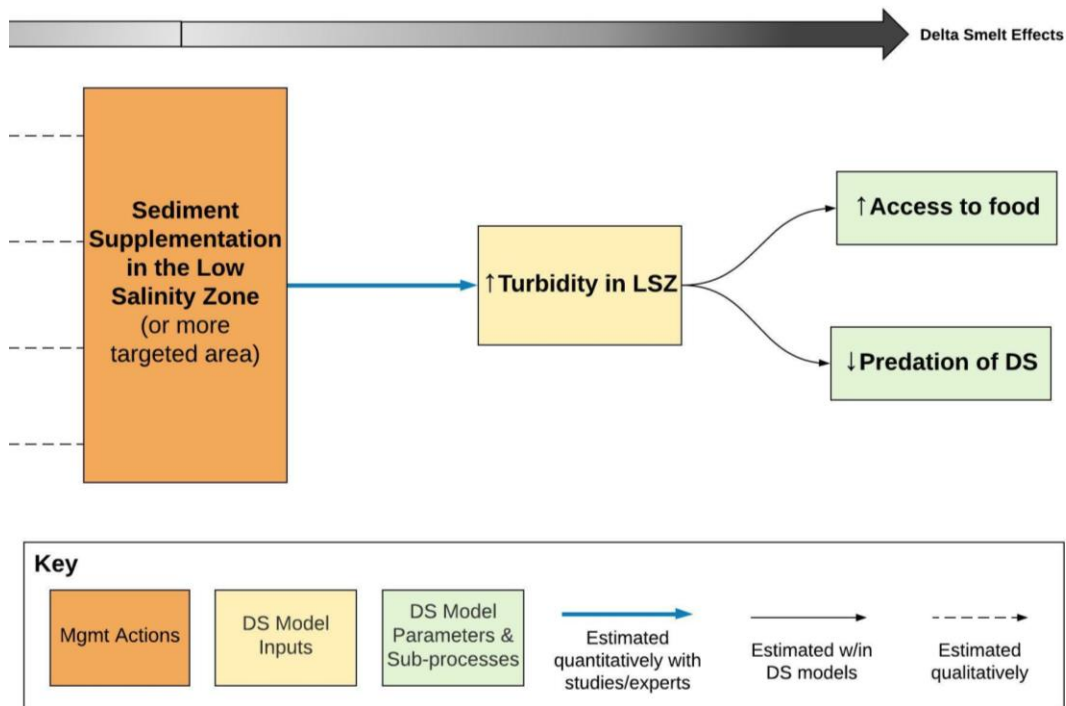 Delta Smelt Effects
Sediment
Supplementation
in the Low
Salinity Zone
(or more
targeted area)
↑Turbidity in LSZ
↑Access to food
↓Predation of DS
Key
Mgmt Actions
DS Model
Inputs
DS Model
Parameters &
Sub-processes
Estimated
quantitatively with
studies/experts
Estimated w/in
DS models
Estimated
qualitatively